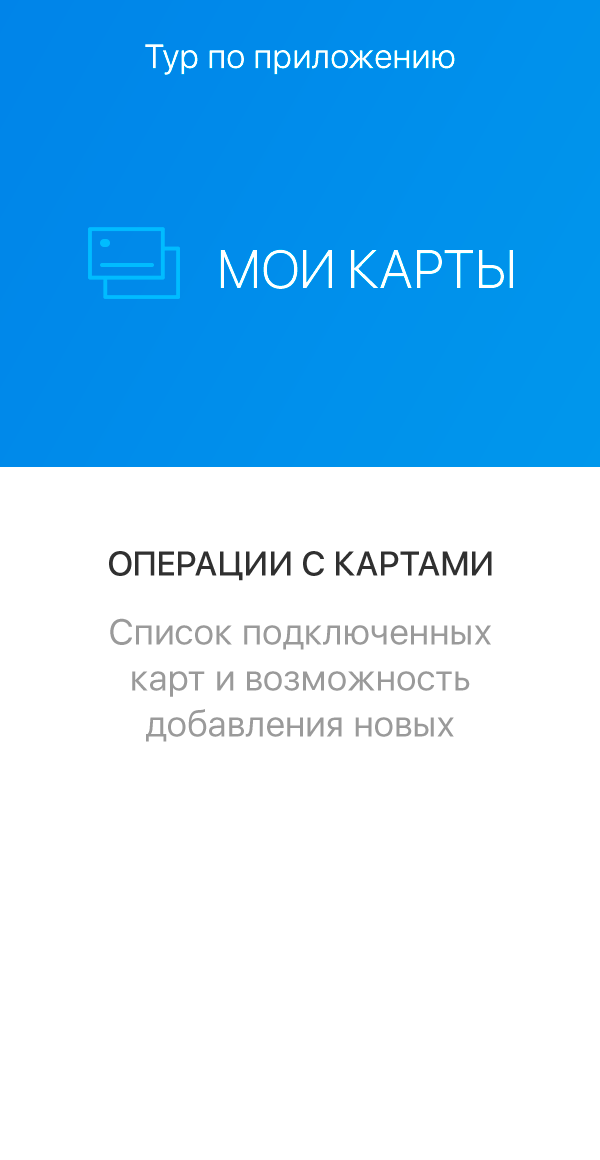 Тур по приложению
МОИ КАРТЫ
ОПЕРАЦИИ С КАРТАМИ
Список подключенных
карт и возможность
добавления новых